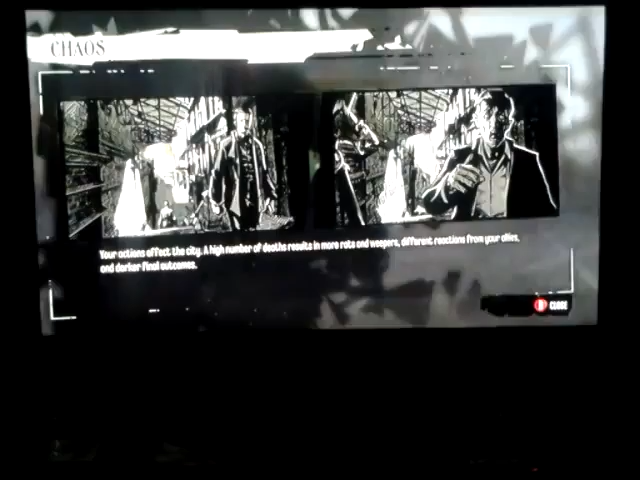 CHAOS
Your actions affect the city. A high number of deaths results in more rats and weepers, different reactions from your allies,
and darker final outcomes.
B CLOSE